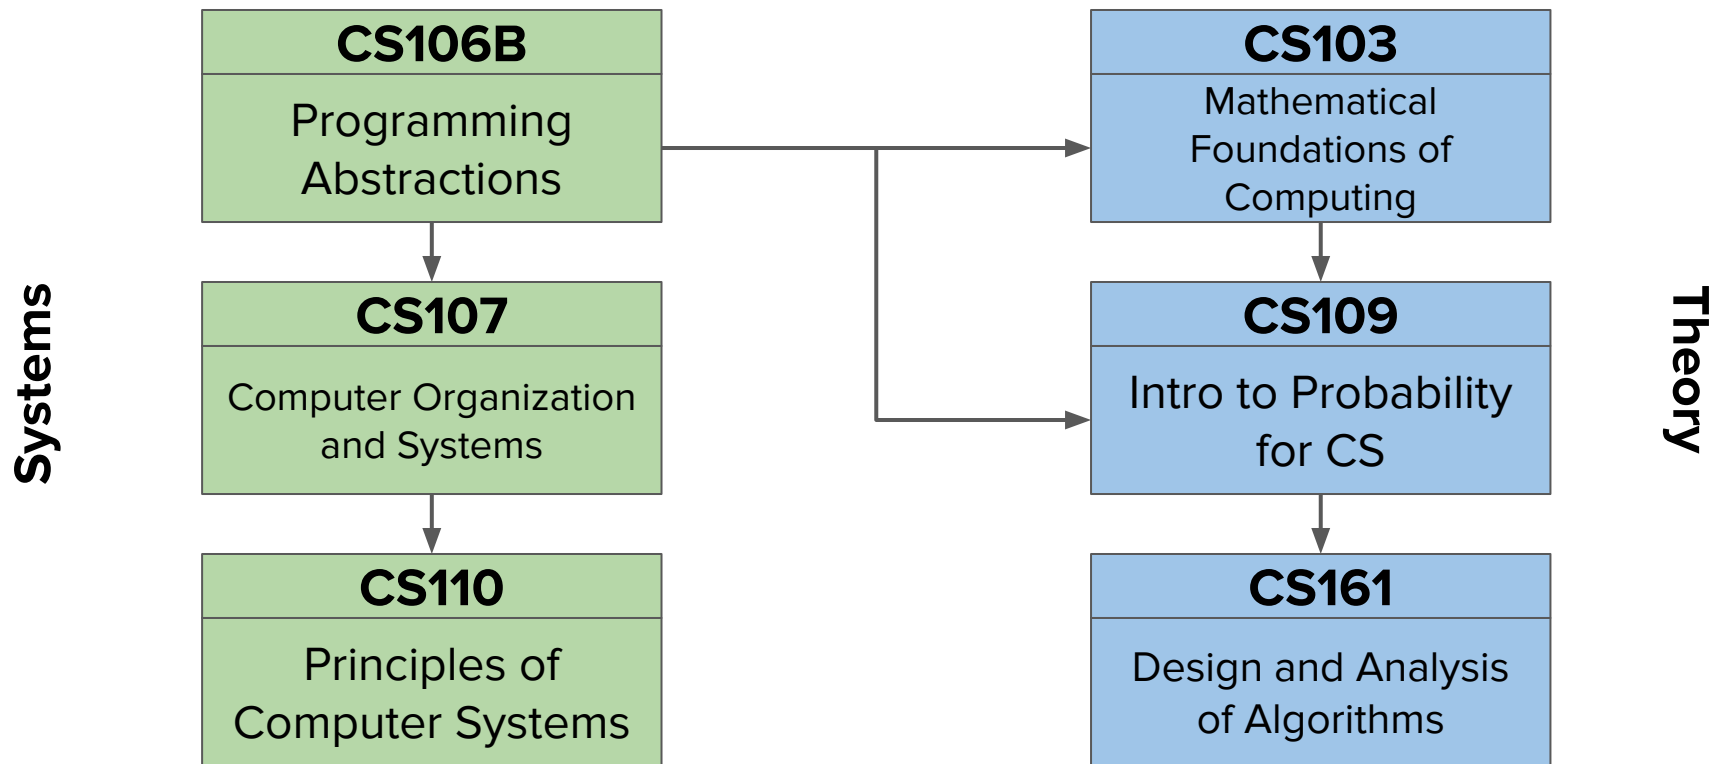 CS106B
Programming
Abstractions
CS103
Mathematical
Foundations of
Computing
Systems
CS107
Computer Organization
and Systems
CS109
Intro to Probability
for CS
Theory
CS110
Principles of
Computer Systems
CS161
Design and Analysis
of Algorithms